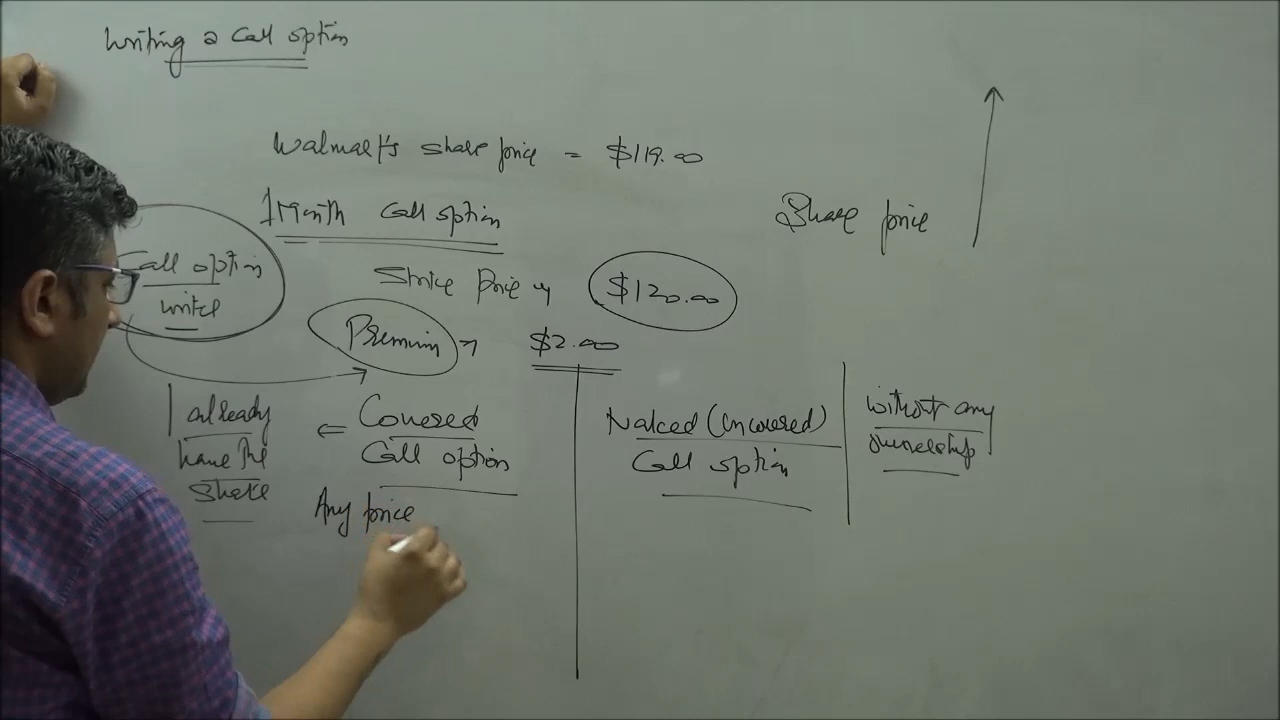 Writing a Call option
Walmart's share price = $119.00
1 Month Call option
Share price
Call option
writer
Strike Price → $120.00
Premium → $2.00
I already
have the
share
⇐ Covered
Call option
Naked (Uncovered)
Call option
without any
ownership
Any price